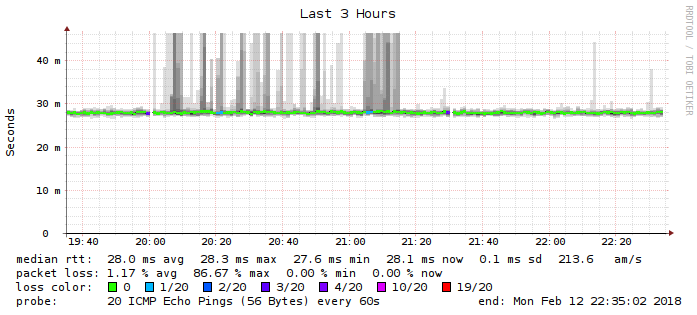 Last 3 Hours
RRDTOOL / TOBI OETIKER
Seconds
40 m
30 m
20 m
10 m
0
19:40 20:00 20:20 20:40 21:00 21:20 21:40 22:00 22:20
median rtt: 28.0 ms avg 28.3 ms max 27.6 ms min 28.1 ms now 0.1 ms sd 213.6 am/s
packet loss: 1.17 % avg 86.67 % max 0.00 % min 0.00 % now
loss color: 0 1/20 2/20 3/20 4/20 10/20 19/20
probe: 20 ICMP Echo Pings (56 Bytes) every 60s end: Mon Feb 12 22:35:02 2018